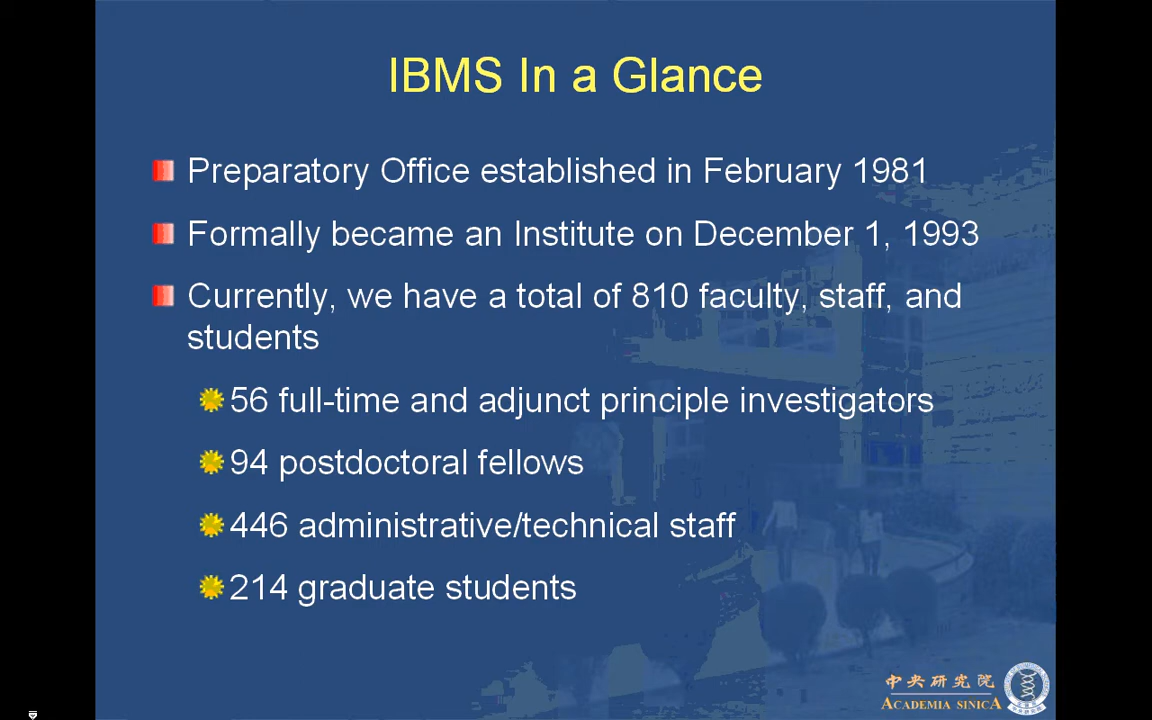 IBMS In a Glance
Preparatory Office established in February 1981
Formally became an Institute on December 1, 1993
Currently, we have a total of 810 faculty, staff, and
students
56 full-time and adjunct principle investigators
94 postdoctoral fellows
446 administrative/technical staff
214 graduate students
中央研究院
ACADEMIA SINICA